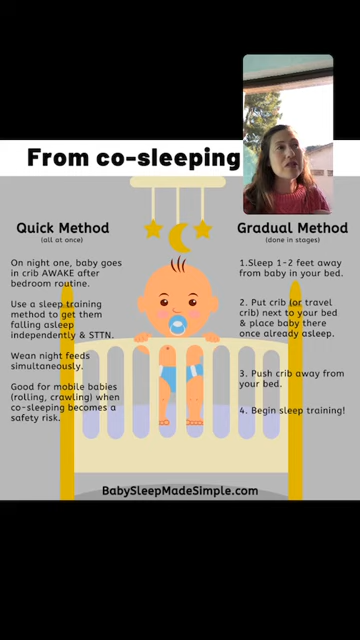 From co-sleeping
Quick Method
(all at once)
On night one, baby goes
in crib AWAKE after
bedroom routine.
Use a sleep training
method to get them
falling asleep
independently & STTN.
Wean night feeds
simultaneously.
Good for mobile babies
(rolling, crawling) when
co-sleeping becomes a
safety risk.
Gradual Method
(done in stages)
1.Sleep 1-2 feet away
from baby in your bed.
2. Put crib (or travel
crib) next to your bed
& place baby there
once already asleep.
3. Push crib away from
your bed.
4. Begin sleep training!
BabySleepMadeSimple.com